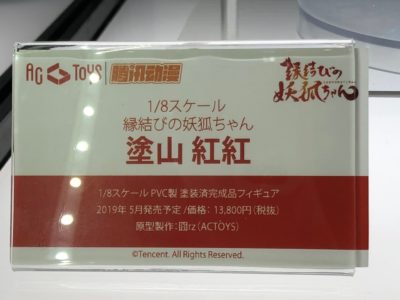 AC TOYS 腾讯动漫
縁結びの
妖狐ちゃん
1/8スケール
縁結びの妖狐ちゃん
塗山 紅紅
1/8スケール PVC製 塗装済完成品フィギュア
2019年 5月発売予定 /価格：13,800円（税抜）
原型製作：囧rz（ACTOYS）
©Tencent. All Rights Reserved.